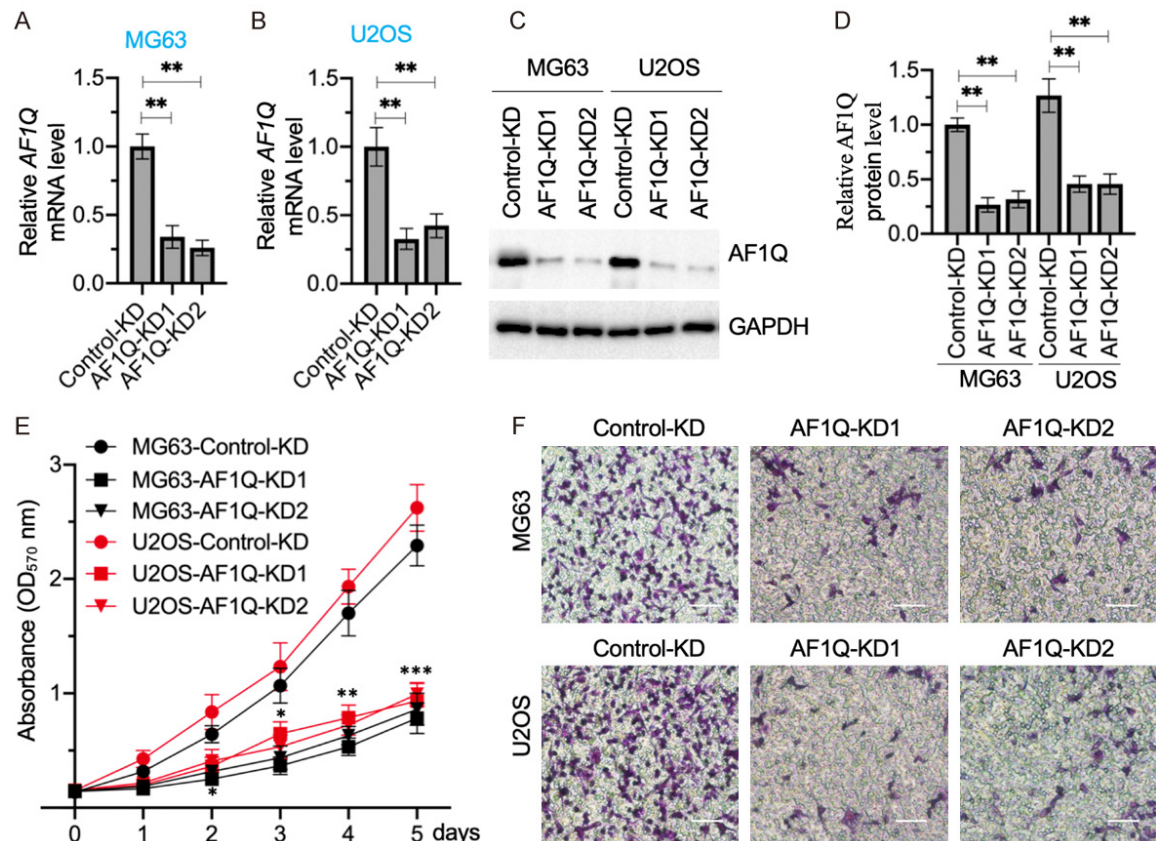 A
MG63
Relative AF1Q
mRNA level
1.5
1.0
0.5
0.0
**
**
Control-KD
AF1Q-KD1
AF1Q-KD2
B
U2OS
Relative AF1Q
mRNA level
1.5
1.0
0.5
0.0
**
**
Control-KD
AF1Q-KD1
AF1Q-KD2
C
MG63 U2OS
Control-KD
AF1Q-KD1
AF1Q-KD2
Control-KD
AF1Q-KD1
AF1Q-KD2
AF1Q
GAPDH
D
Relative AF1Q
protein level
1.5
1.0
0.5
0.0
**
**
**
**
Control-KD
AF1Q-KD1
AF1Q-KD2
Control-KD
AF1Q-KD1
AF1Q-KD2
MG63 U2OS
E
Absorbance (OD570 nm)
3
2
1
MG63-Control-KD
MG63-AF1Q-KD1
MG63-AF1Q-KD2
U2OS-Control-KD
U2OS-AF1Q-KD1
U2OS-AF1Q-KD2
*
*
**
***
0 1 2 3 4 5 days
F
Control-KD AF1Q-KD1 AF1Q-KD2
MG63
Control-KD AF1Q-KD1 AF1Q-KD2
U2OS